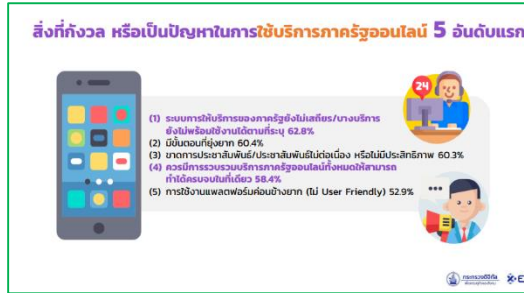 สิ่งที่กังวล หรือเป็นปัญหาในการใช้บริการภาครัฐออนไลน์ 5 อันดับแรก
24
(1) ระบบการให้บริการของภาครัฐยังไม่เสถียร/บางบริการ
ยังไม่พร้อมใช้งานได้ตามที่ระบุ 62.8%
(2) มีขั้นตอนที่ยุ่งยาก 60.4%
(3) ขาดการประชาสัมพันธ์/ประชาสัมพันธ์ไม่ต่อเนื่อง หรือไม่มีประสิทธิภาพ 60.3%
(4) ควรมีการรวบรวมบริการภาครัฐออนไลน์ทั้งหมดให้สามารถ
ทำได้ครบจบในที่เดียว 58.4%
(5) การใช้งานแพลตฟอร์มค่อนข้างยาก (ไม่ User Friendly) 52.9%
กระทรวงดิจิทัล